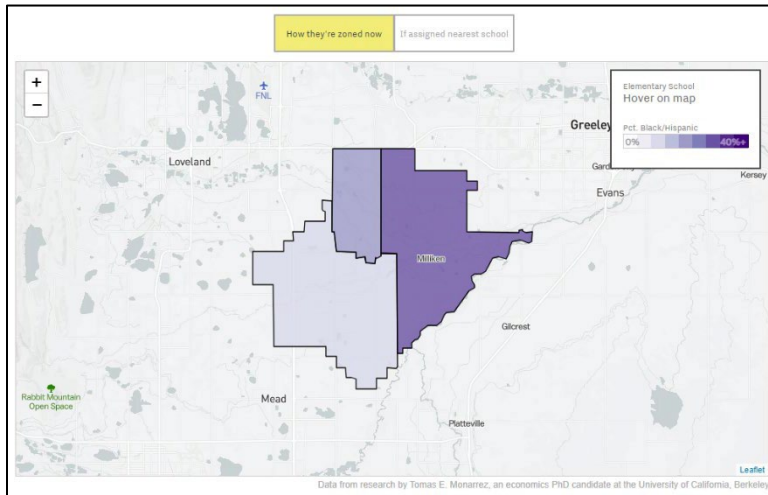 How they're zoned now
If assigned nearest school
+
−
FNL
Loveland
Greeley
Elementary School
Hover on map
Pct. Black/Hispanic
0%
40%+
Kersey
Evans
Milliken
Gilcrest
Rabbit Mountain
Open Space
Mead
Platteville
Leaflet
Data from research by Tomas E. Monarrez, an economics PhD candidate at the University of California, Berkeley